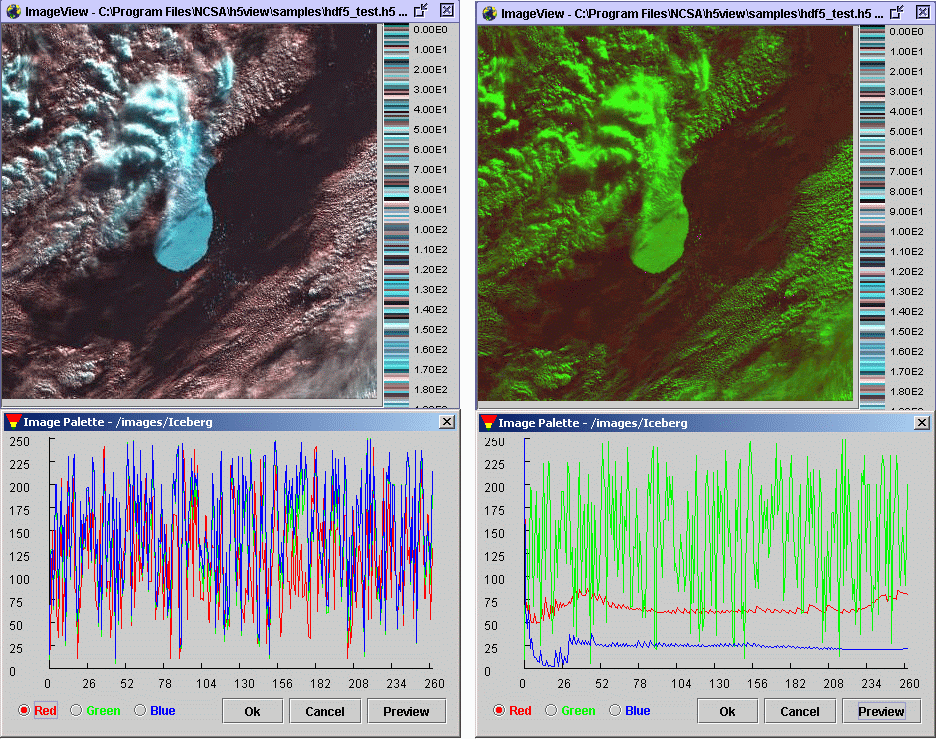 ImageView - C:\Program Files\NCSA\h5view\samples\hdf5_test.h5 ...
0.00E0
1.00E1
2.00E1
3.00E1
4.00E1
5.00E1
6.00E1
7.00E1
8.00E1
9.00E1
1.00E2
1.10E2
1.20E2
1.30E2
1.40E2
1.50E2
1.60E2
1.70E2
1.80E2
Image Palette - /images/Iceberg
250
225
200
175
150
125
100
75
50
25
0
0 26 52 78 104 130 156 182 208 234 260
Red Green Blue Ok Cancel Preview
ImageView - C:\Program Files\NCSA\h5view\samples\hdf5_test.h5 ...
0.00E0
1.00E1
2.00E1
3.00E1
4.00E1
5.00E1
6.00E1
7.00E1
8.00E1
9.00E1
1.00E2
1.10E2
1.20E2
1.30E2
1.40E2
1.50E2
1.60E2
1.70E2
1.80E2
Image Palette - /images/Iceberg
250
225
200
175
150
125
100
75
50
25
0
0 26 52 78 104 130 156 182 208 234 260
Red Green Blue Ok Cancel Preview